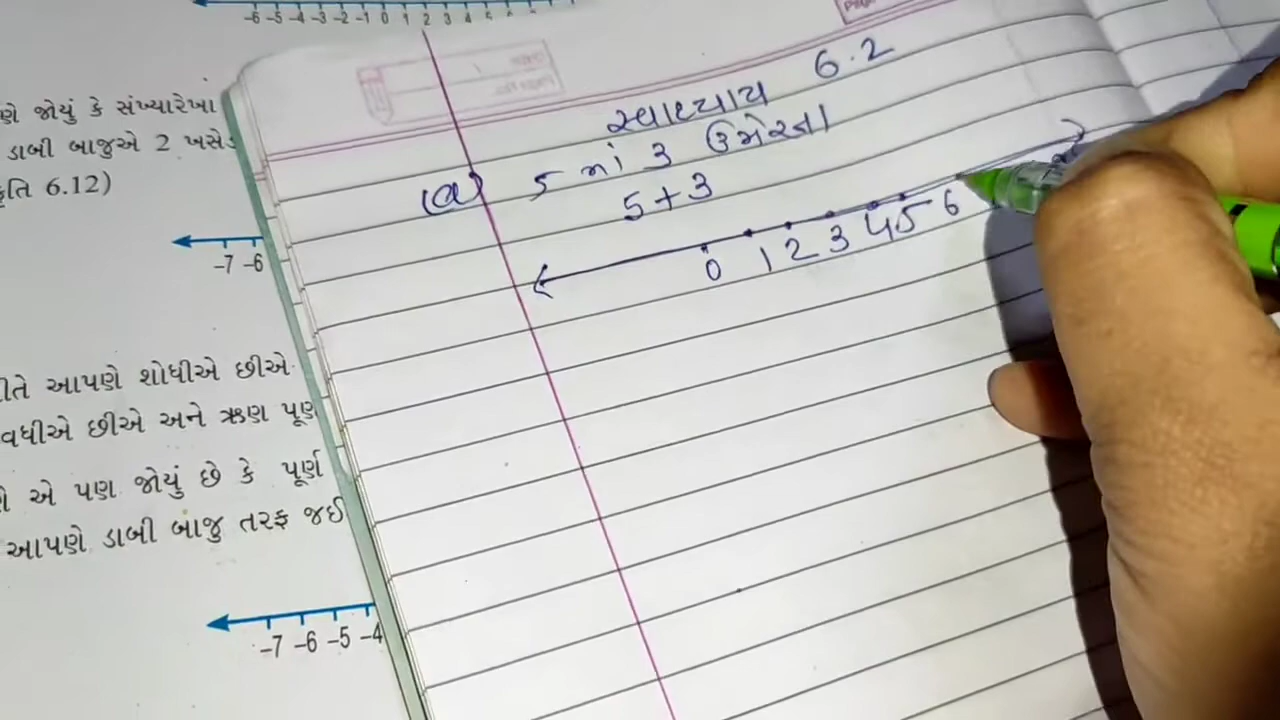 -6 -5 -4 -3 -2 -1 0 1 2 3 4
ણે જોયું કે સંખ્યારેખા
ડાબી બાજુએ 2 ખસે
કૃતિ 6.12)
-7 -6
રીતે આપણે શોધીએ છીએ
વધીએ છીએ અને ઋણ પૂર્ણ
એ પણ જોયું છે કે પૂર્ણ
આપણે ડાબી બાજુ તરફ જઈ
-7 -6 -5 -4
સ્વાધ્યાય 6.2
(a) 5 માં 3 ઉમેરતા
5+3
0 1 2 3 4 5 6